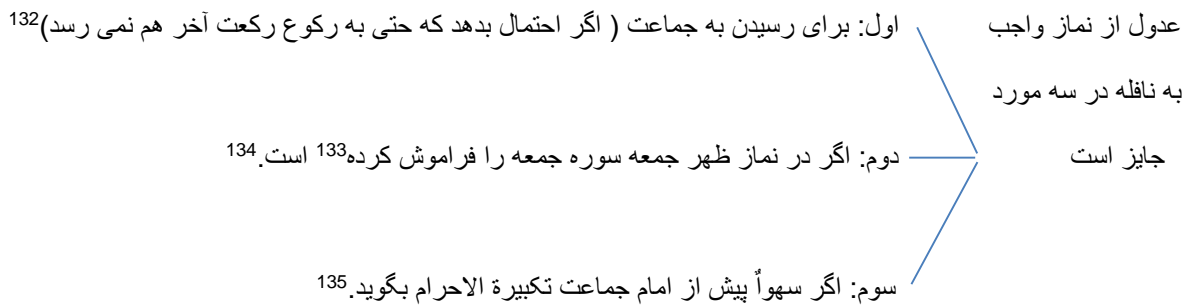 عدول از نماز واجب
به نافله در سه مورد
جایز است
اول: برای رسیدن به جماعت ( اگر احتمال بدهد که حتی به رکوع رکعت آخر هم نمی رسد)132
دوم: اگر در نماز ظهر جمعه سوره جمعه را فراموش کرده133 است.134
سوم: اگر سهواٌ پیش از امام جماعت تکبیرة الاحرام بگوید.135